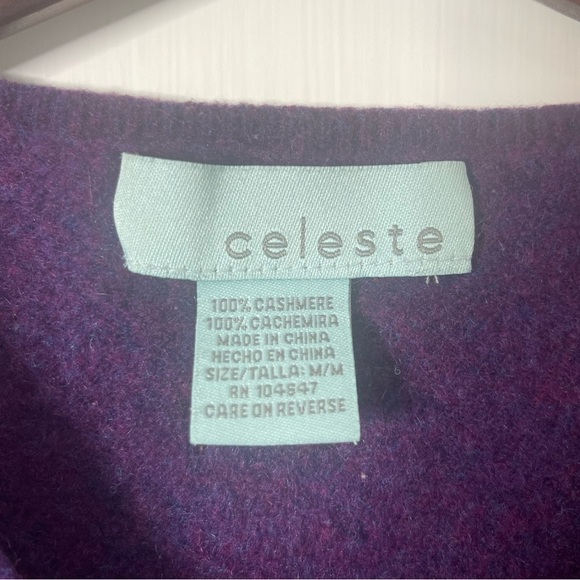 celeste
100% CASHMERE
100% CACHEMIRA
MADE IN CHINA
HECHO EN CHINA
SIZE/TALLA: M/M
RN 104647
CARE ON REVERSE